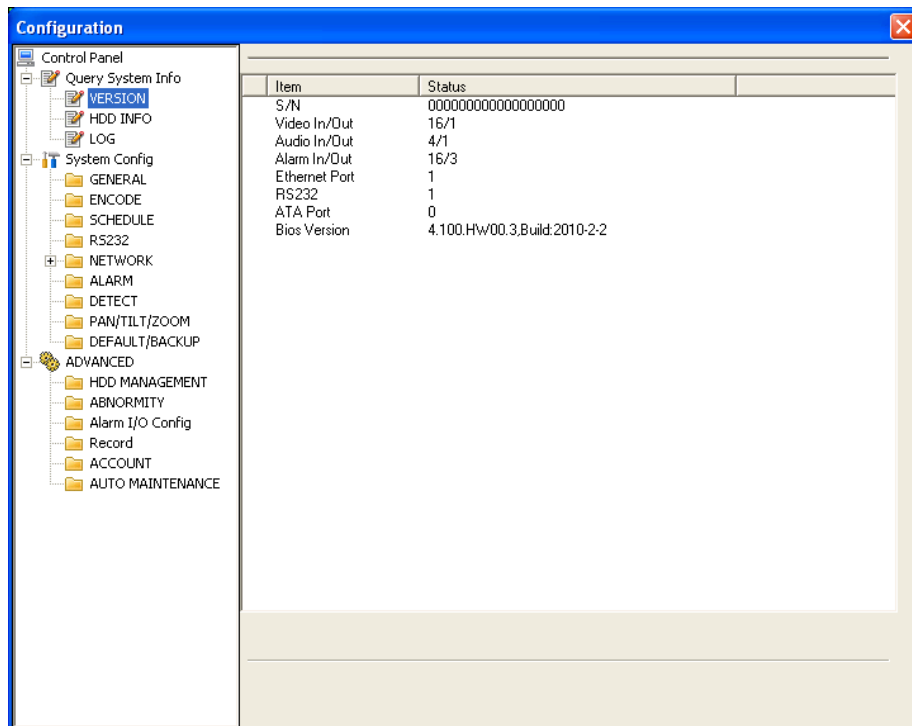 Configuration
Control Panel
Query System Info
VERSION
HDD INFO
LOG
System Config
GENERAL
ENCODE
SCHEDULE
RS232
NETWORK
ALARM
DETECT
PAN/TILT/ZOOM
DEFAULT/BACKUP
ADVANCED
HDD MANAGEMENT
ABNORMITY
Alarm I/O Config
Record
ACCOUNT
AUTO MAINTENANCE
Item Status
S/N 000000000000000000
Video In/Out 16/1
Audio In/Out 4/1
Alarm In/Out 16/3
Ethernet Port 1
RS232 1
ATA Port 0
Bios Version 4.100.HW00.3,Build:2010-2-2